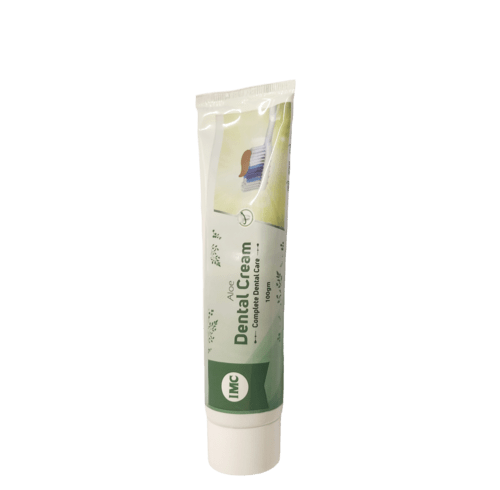 Aloe
Dental Cream
Complete Dental Care
100gm
IMC